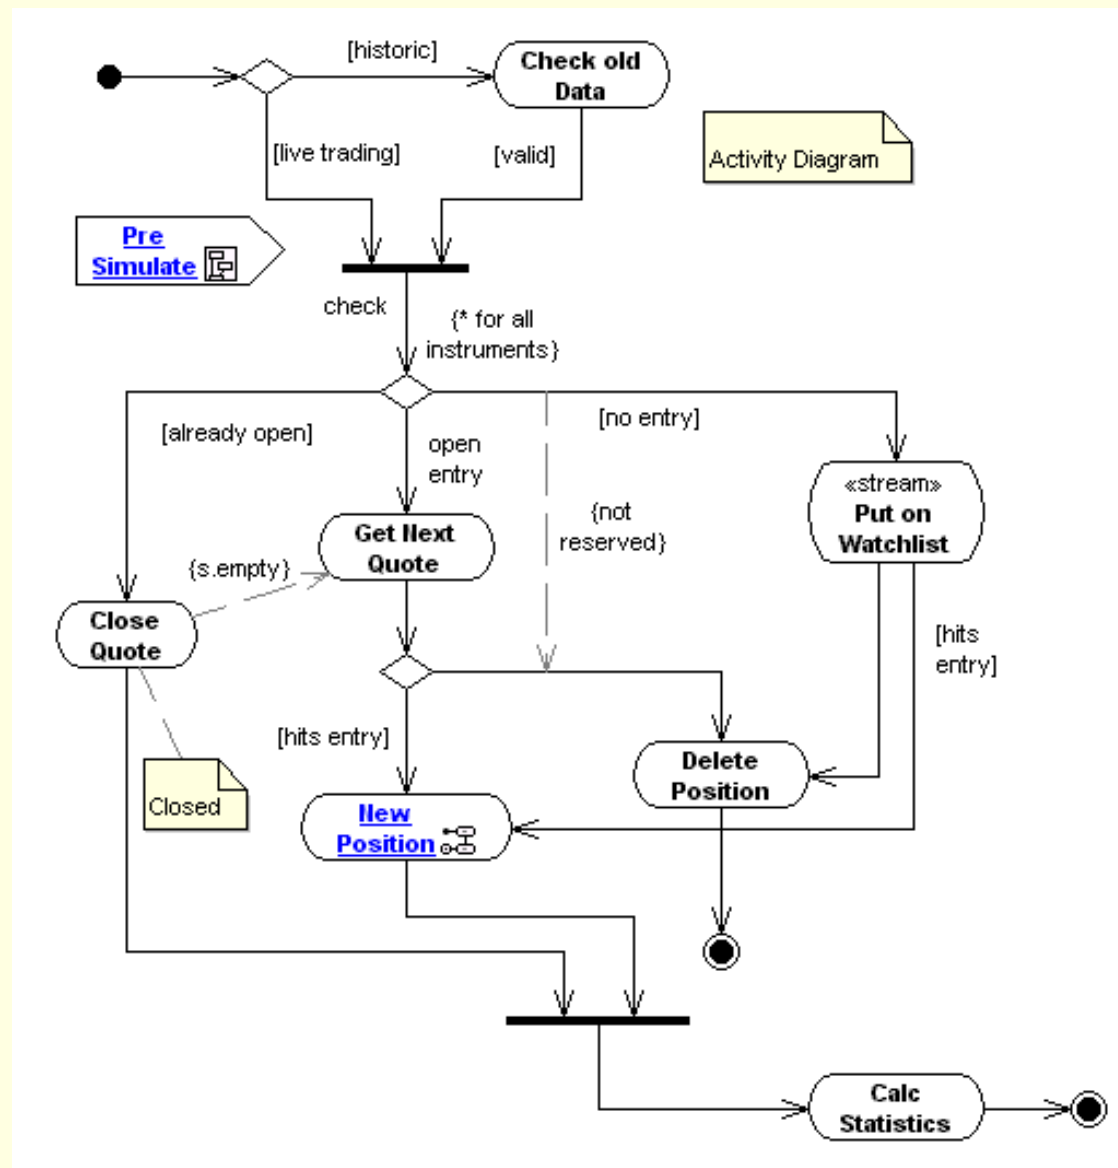 [historic]
Check old
Data
[live trading]
[valid]
Activity Diagram
Pre
Simulate
check
{* for all
instruments}
[already open]
open
entry
[no entry]
«stream»
Put on
Watchlist
{not
reserved}
Get Next
Quote
{s.empty}
Close
Quote
[hits
entry]
[hits entry]
Delete
Position
Closed
New
Position
Calc
Statistics